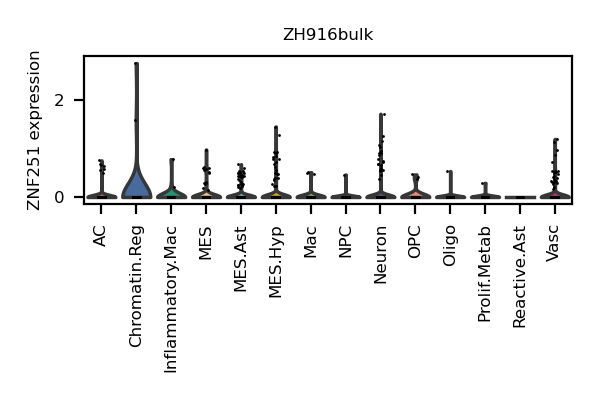 ZH916bulk
ZNF251 expression
2
0
AC
Chromatin.Reg
Inflammatory.Mac
MES
MES.Ast
MES.Hyp
Mac
NPC
Neuron
OPC
Oligo
Prolif.Metab
Reactive.Ast
Vasc